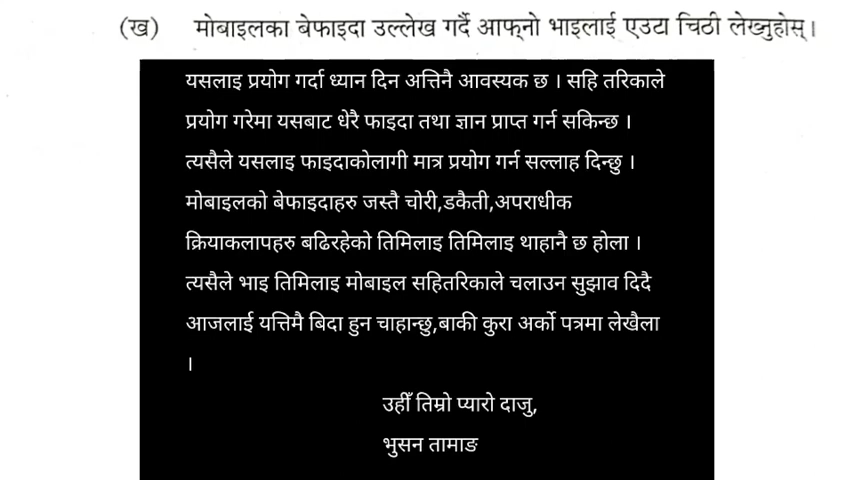 (ख) मोबाइलका बेफाइदा उल्लेख गर्दै आफ्‌नो भाइलाई एउटा चिठी लेख्नुहोस्।
यसलाइ प्रयोग गर्दा ध्यान दिन अत्तिनै आवस्यक छ । सहि तरिकाले
प्रयोग गरेमा यसबाट धेरै फाइदा तथा ज्ञान प्राप्त गर्न सकिन्छ ।
त्यसैले यसलाइ फाइदाकोलागी मात्र प्रयोग गर्न सल्लाह दिन्छु ।
मोबाइलको बेफाइदाहरु जस्तै चोरी,डकैती,अपराधीक
क्रियाकलापहरु बढिरहेको तिमिलाइ तिमिलाइ थाहानै छ होला ।
त्यसैले भाइ तिमिलाइ मोबाइल सहितरिकाले चलाउन सुझाव दिदै
आजलाई यत्तिमै बिदा हुन चाहान्छु,बाकी कुरा अर्को पत्रमा लेखैला
।
उहीँ तिम्रो प्यारो दाजु,
भुसन तामाङ